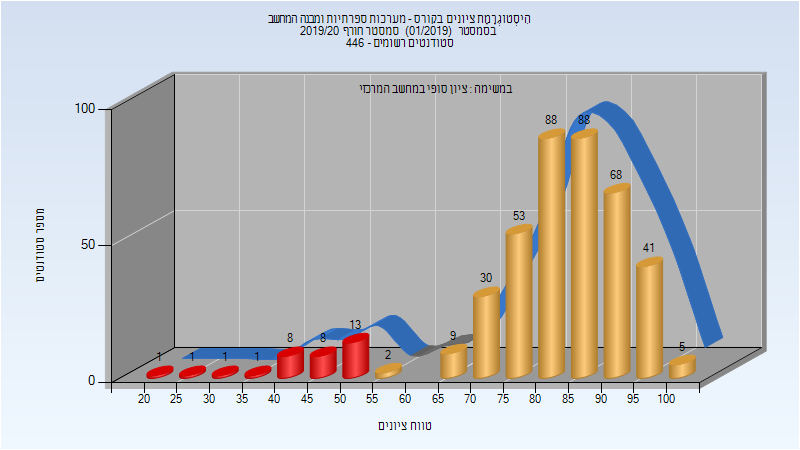 היסטוגרמת ציונים בקורס - מערכות ספרתיות ומבנה המחשב
בסמסטר (01/2019) סמסטר חורף 2019/20
סטודנטים רשומים - 446
במשימה : ציון סופי במחשב המרכזי
מספר סטודנטים
100
50
0
1 1 1 1 8 8 13 2 9 30 53 88 88 68 41 5
20 25 30 35 40 45 50 55 60 65 70 75 80 85 90 95 100
טווח ציונים